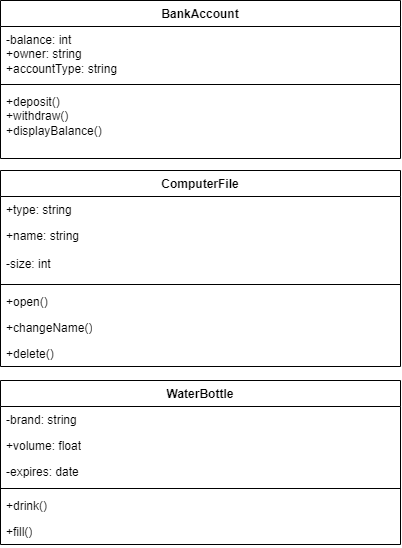 BankAccount
-balance: int
+owner: string
+accountType: string
+deposit()
+withdraw()
+displayBalance()
ComputerFile
+type: string
+name: string
-size: int
+open()
+changeName()
+delete()
WaterBottle
-brand: string
+volume: float
-expires: date
+drink()
+fill()